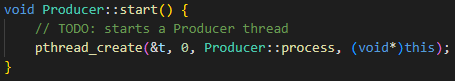 void Producer::start() {
    // TODO: starts a Producer thread
    pthread_create(&t, 0, Producer::process, (void*)this);
}